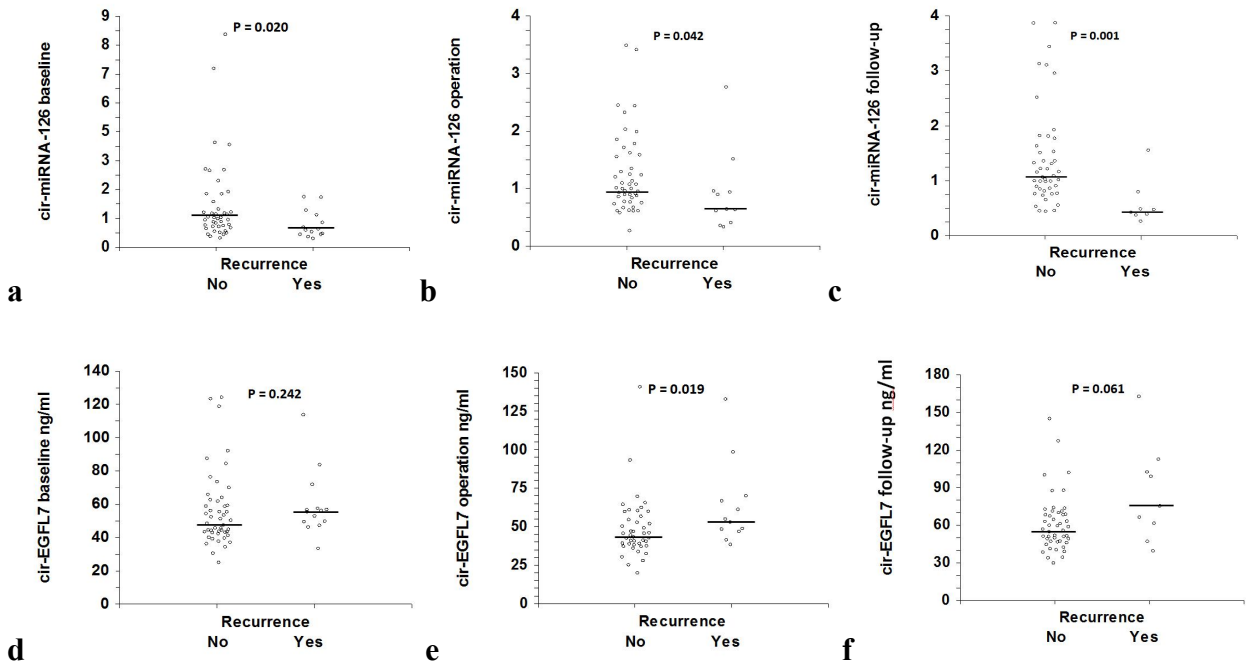 9
8
7
6
5
3
2
1
0
cir-miRNA-126 baseline
P = 0.020
Recurrence
No Yes
a
4
3
2
1
0
cir-miRNA-126 operation
P = 0.042
Recurrence
No Yes
b
4
3
2
1
0
cir-miRNA-126 follow-up
P = 0.001
Recurrence
No Yes
c
140
120
100
80
60
40
20
0
cir-EGFL7 baseline ng/ml
P = 0.242
Recurrence
No Yes
d
150
125
100
75
50
25
0
cir-EGFL7 operation ng/ml
P = 0.019
Recurrence
No Yes
e
180
150
120
90
60
30
0
cir-EGFL7 follow-up ng/ml
P = 0.061
Recurrence
No Yes
f